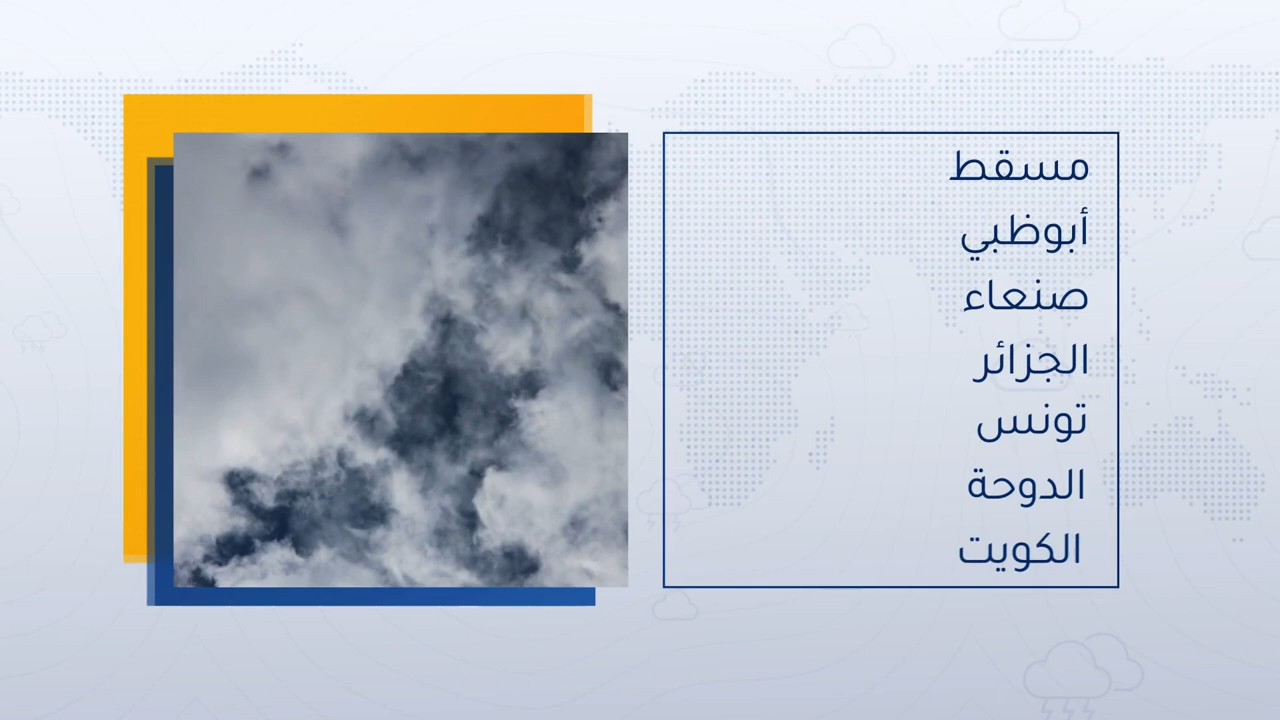 مسقط
أبوظبي
صنعاء
الجزائر
تونس
الدوحة
الكويت